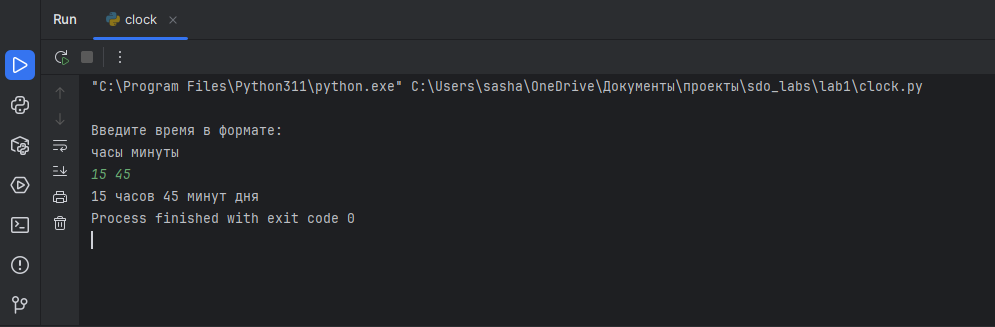 Run clock
"C:\Program Files\Python311\python.exe" C:\Users\sasha\OneDrive\Документы\проекты\sdo_labs\lab1\clock.py
Введите время в формате:
часы минуты
15 45
15 часов 45 минут дня
Process finished with exit code 0